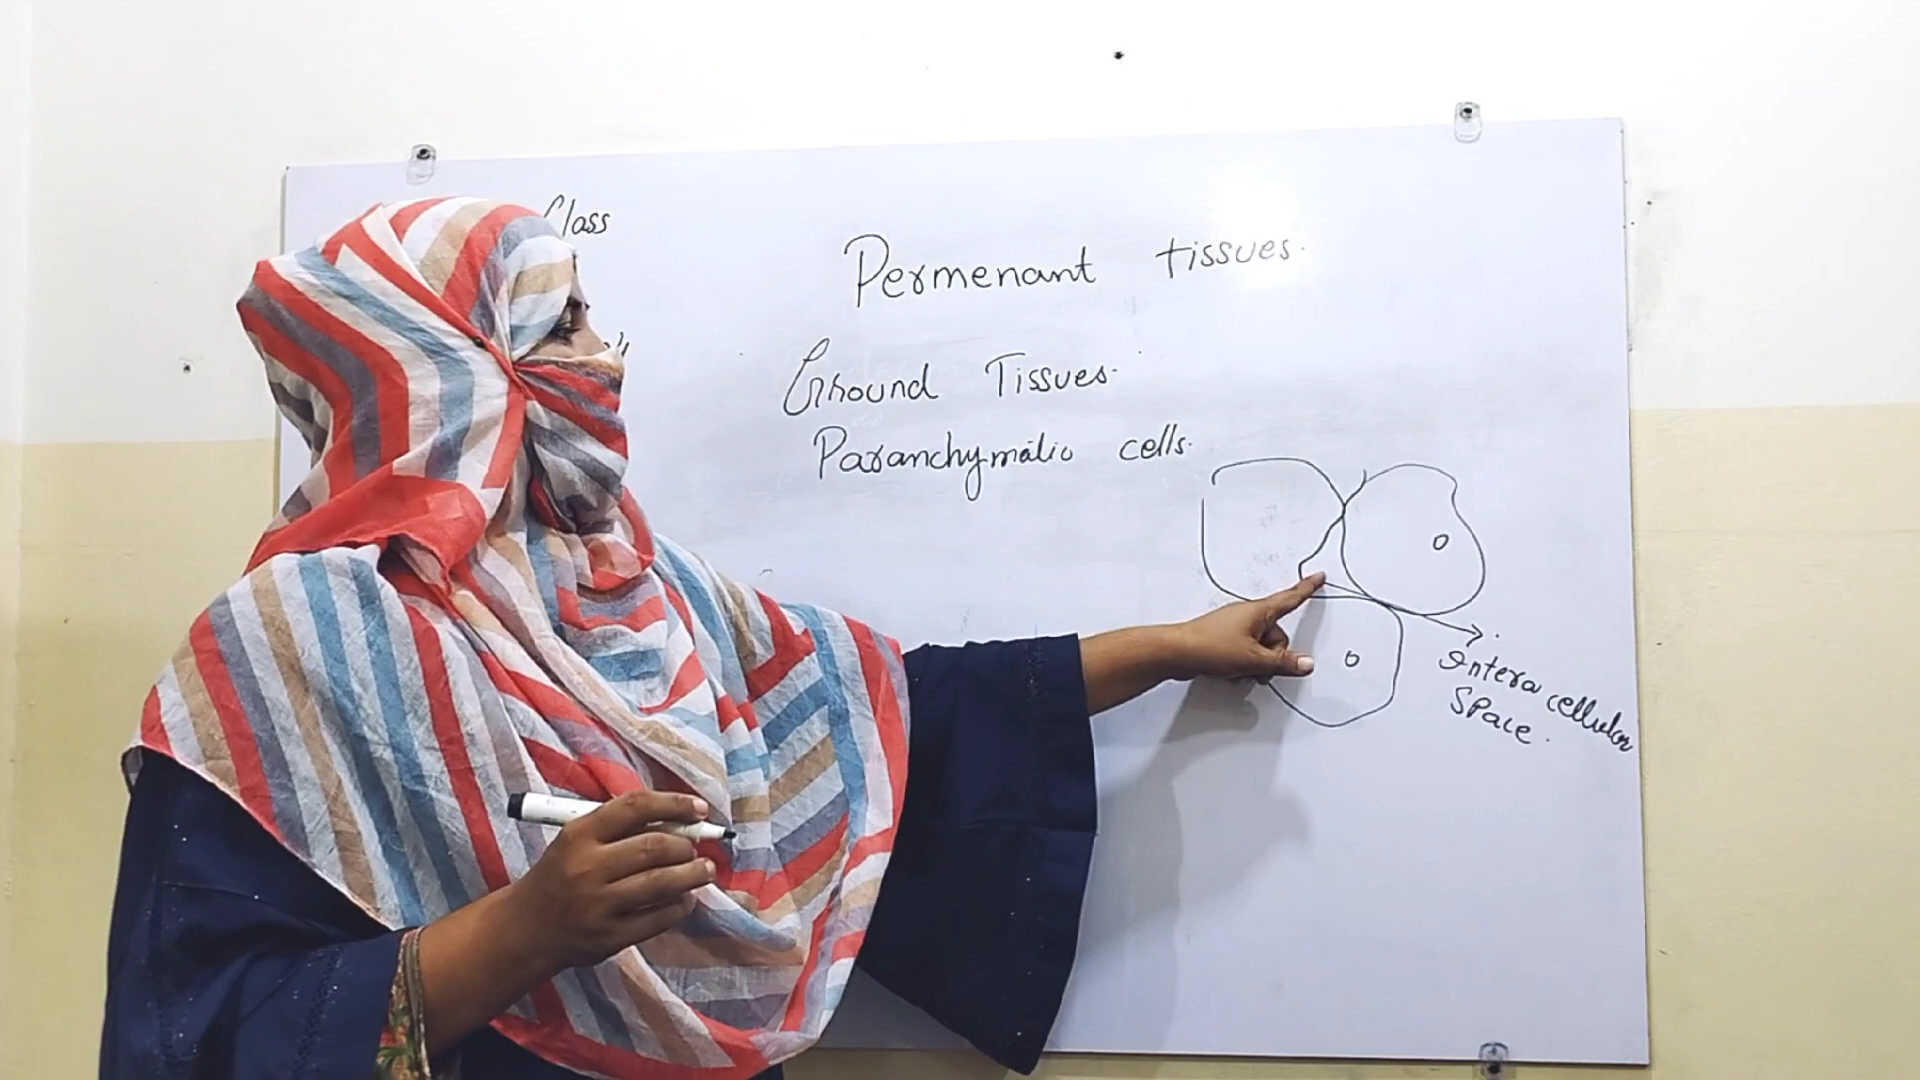 Class
Permenant tissues.
Ground Tissues.
Paranchymatic cells.
Intera cellular
Space.